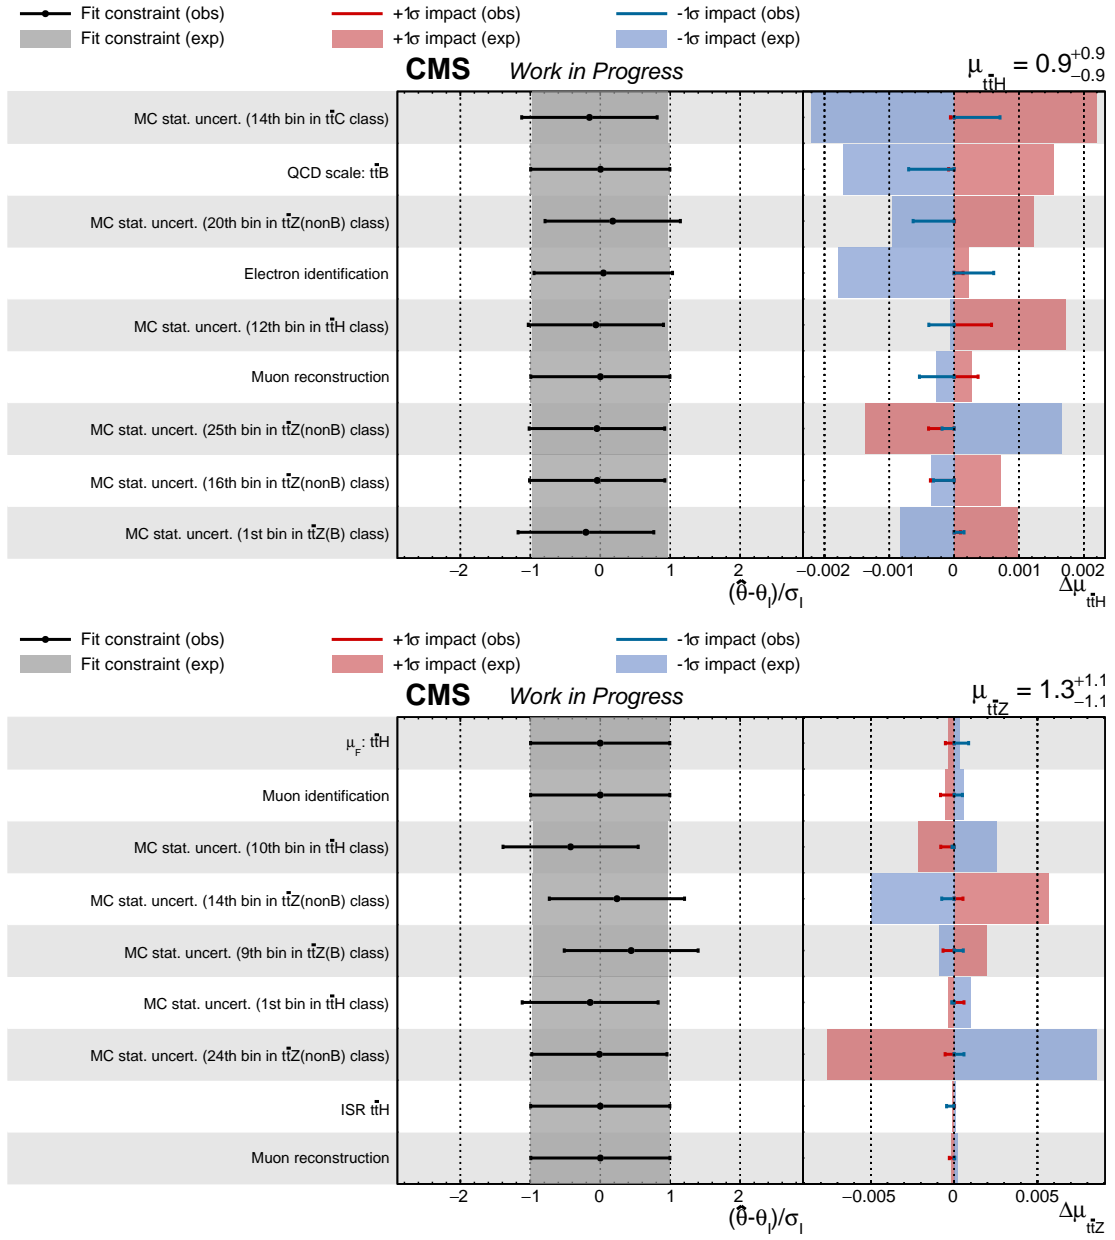 Fit constraint (obs) +1σ impact (obs) -1σ impact (obs)
Fit constraint (exp) +1σ impact (exp) -1σ impact (exp)
CMS Work in Progress μ_tt̄H = 0.9 +0.9 −0.9
MC stat. uncert. (14th bin in tt̄C class)
QCD scale: tt̄B
MC stat. uncert. (20th bin in tt̄Z(nonB) class)
Electron identification
MC stat. uncert. (12th bin in tt̄H class)
Muon reconstruction
MC stat. uncert. (25th bin in tt̄Z(nonB) class)
MC stat. uncert. (16th bin in tt̄Z(nonB) class)
MC stat. uncert. (1st bin in tt̄Z(B) class)
−2 −1 0 1 2 −0.002 −0.001 0 0.001 0.002
(θ̂-θ_I)/σ_I Δμ_tt̄H
Fit constraint (obs) +1σ impact (obs) -1σ impact (obs)
Fit constraint (exp) +1σ impact (exp) -1σ impact (exp)
CMS Work in Progress μ_tt̄Z = 1.3 +1.1 −1.1
μ_F: tt̄H
Muon identification
MC stat. uncert. (10th bin in tt̄H class)
MC stat. uncert. (14th bin in tt̄Z(nonB) class)
MC stat. uncert. (9th bin in tt̄Z(B) class)
MC stat. uncert. (1st bin in tt̄H class)
MC stat. uncert. (24th bin in tt̄Z(nonB) class)
ISR tt̄H
Muon reconstruction
−2 −1 0 1 2 −0.005 0 0.005
(θ̂-θ_I)/σ_I Δμ_tt̄Z